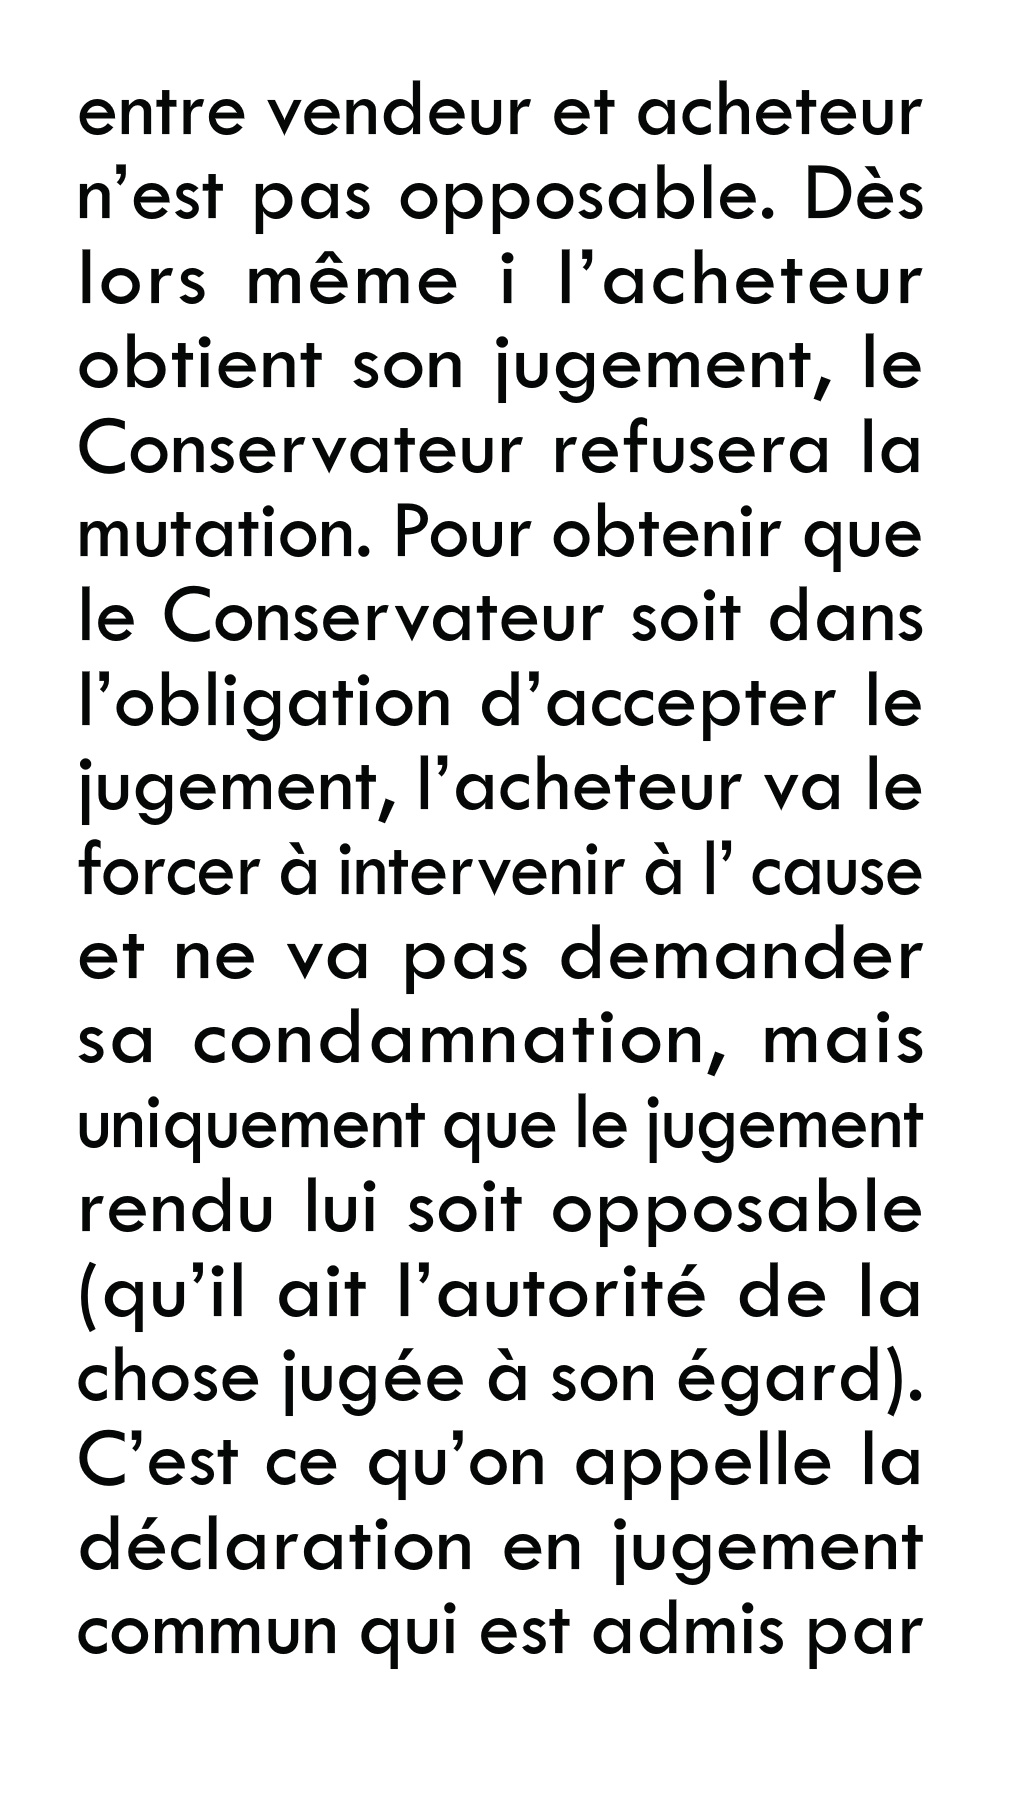 entre vendeur et acheteur
n’est pas opposable. Dès
lors même i l’acheteur
obtient son jugement, le
Conservateur refusera la
mutation. Pour obtenir que
le Conservateur soit dans
l’obligation d’accepter le
jugement, l’acheteur va le
forcer à intervenir à l’ cause
et ne va pas demander
sa condamnation, mais
uniquement que le jugement
rendu lui soit opposable
(qu’il ait l’autorité de la
chose jugée à son égard).
C’est ce qu’on appelle la
déclaration en jugement
commun qui est admis par